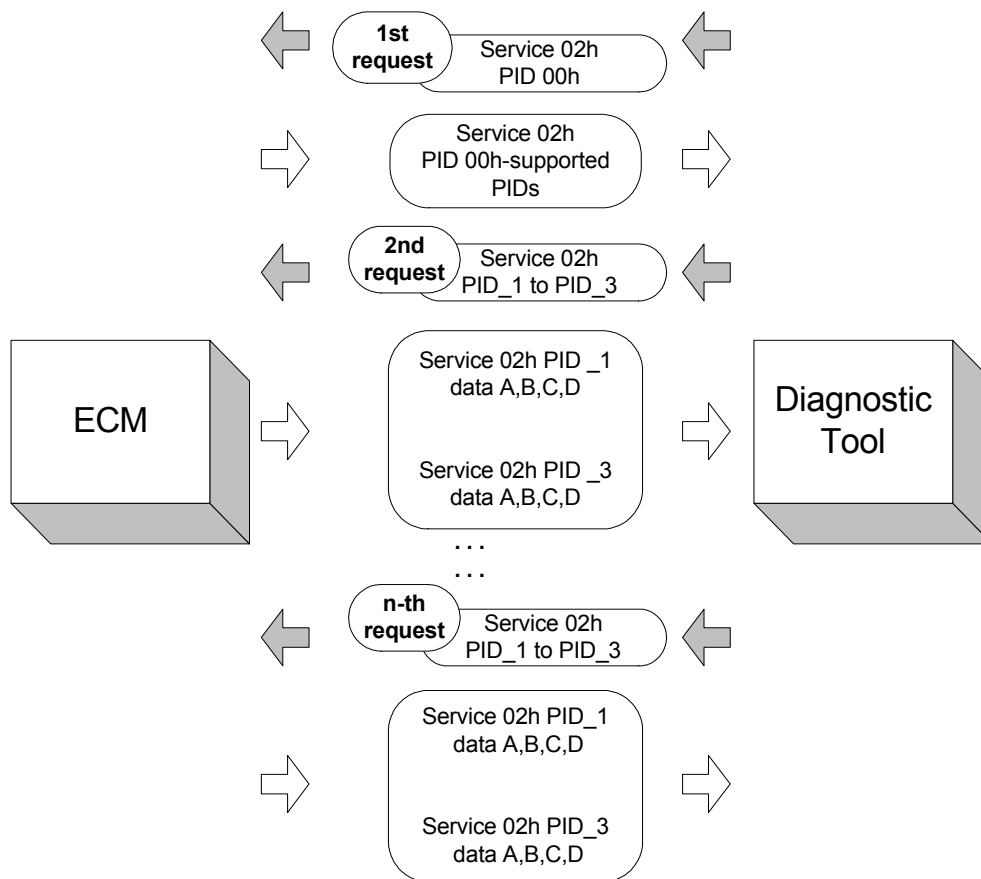 1st
request
Service 02h
PID 00h
Service 02h
PID 00h-supported
PIDs
2nd
request
Service 02h
PID_1 to PID_3
Service 02h PID _1
data A,B,C,D
Service 02h PID _3
data A,B,C,D
ECM
Diagnostic
Tool
. . .
. . .
n-th
request
Service 02h
PID_1 to PID_3
Service 02h PID_1
data A,B,C,D
Service 02h PID_3
data A,B,C,D